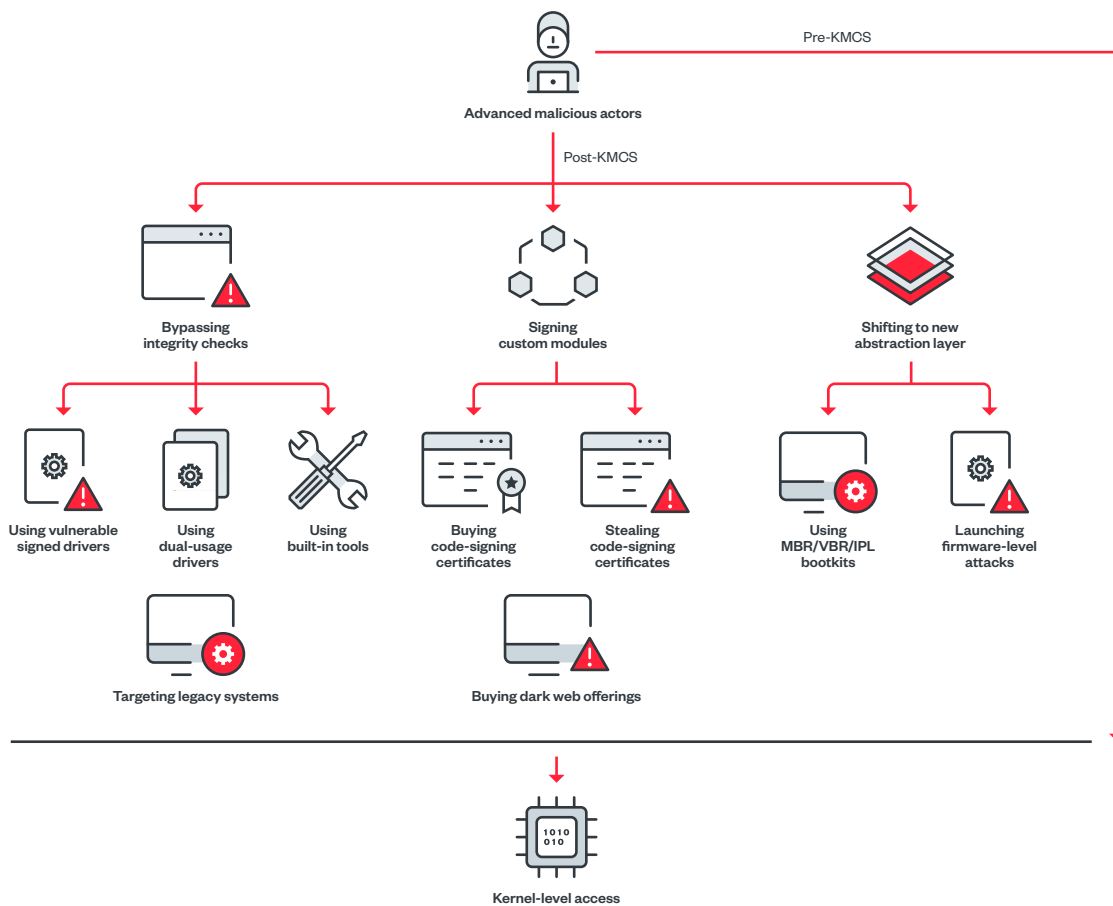 Pre-KMCS
Advanced malicious actors
Post-KMCS
Bypassing
integrity checks
Signing
custom modules
Shifting to new
abstraction layer
Using vulnerable
signed drivers
Using
dual-usage
drivers
Using
built-in tools
Buying
code-signing
certificates
Stealing
code-signing
certificates
Using
MBR/VBR/IPL
bootkits
Launching
firmware-level
attacks
Targeting legacy systems
Buying dark web offerings
1010
010
Kernel-level access